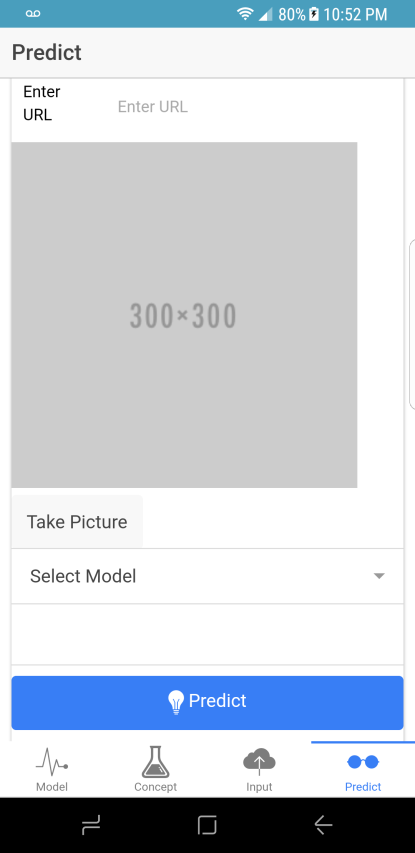 80% 10:52 PM
Predict
Enter
URL
Enter URL
300×300
Take Picture
Select Model
Predict
Model Concept Input Predict